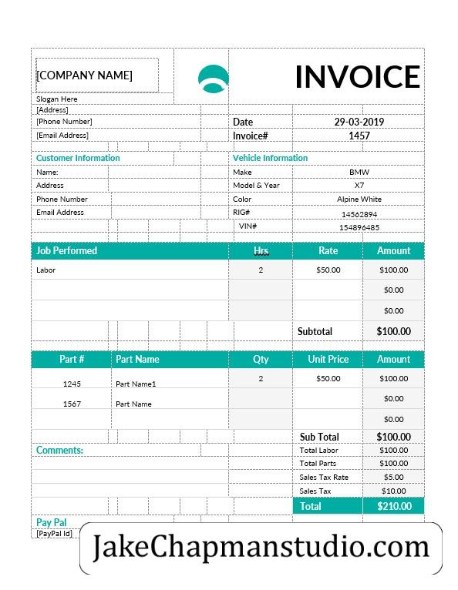 [COMPANY NAME]
INVOICE
Slogan Here
[Address]
[Phone Number] Date 29-03-2019
[Email Address] Invoice# 1457
Customer Information Vehicle Information
Name: Make BMW
Address Model & Year X7
Phone Number Color Alpine White
Email Address RIG# 14562894
VIN# 154896485
Job Performed Hrs Rate Amount
Labor 2 $50.00 $100.00
$0.00
$0.00
Subtotal $100.00
Part # Part Name Qty Unit Price Amount
1245 Part Name1 2 $50.00 $100.00
1567 Part Name $0.00
$0.00
Sub Total $100.00
Comments: Total Labor $100.00
Total Parts $100.00
Sales Tax Rate $5.00
Sales Tax $10.00
Total $210.00
Pay Pal
[PayPal Id]
JakeChapmanstudio.com